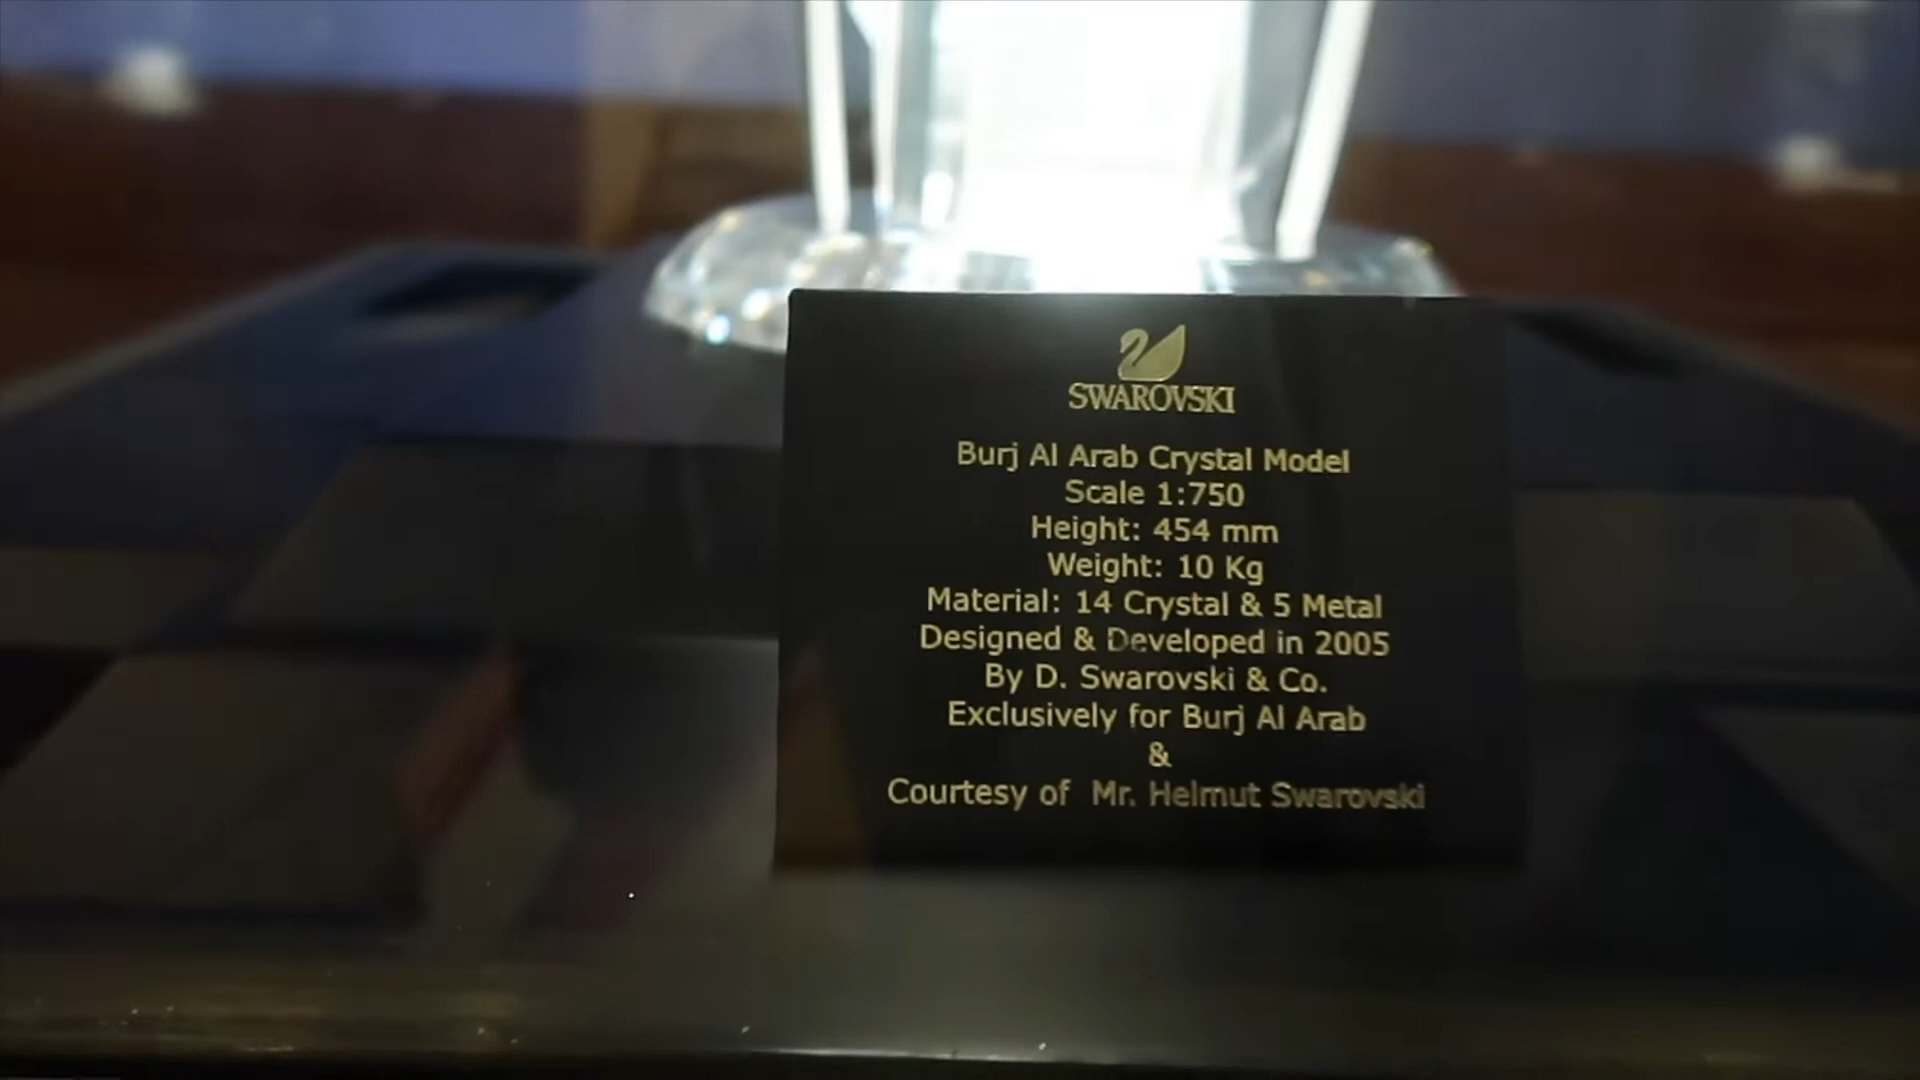 SWAROVSKI
Burj Al Arab Crystal Model
Scale 1:750
Height: 454 mm
Weight: 10 Kg
Material: 14 Crystal & 5 Metal
Designed & Developed in 2005
By D. Swarovski & Co.
Exclusively for Burj Al Arab
&
Courtesy of Mr. Helmut Swarovski